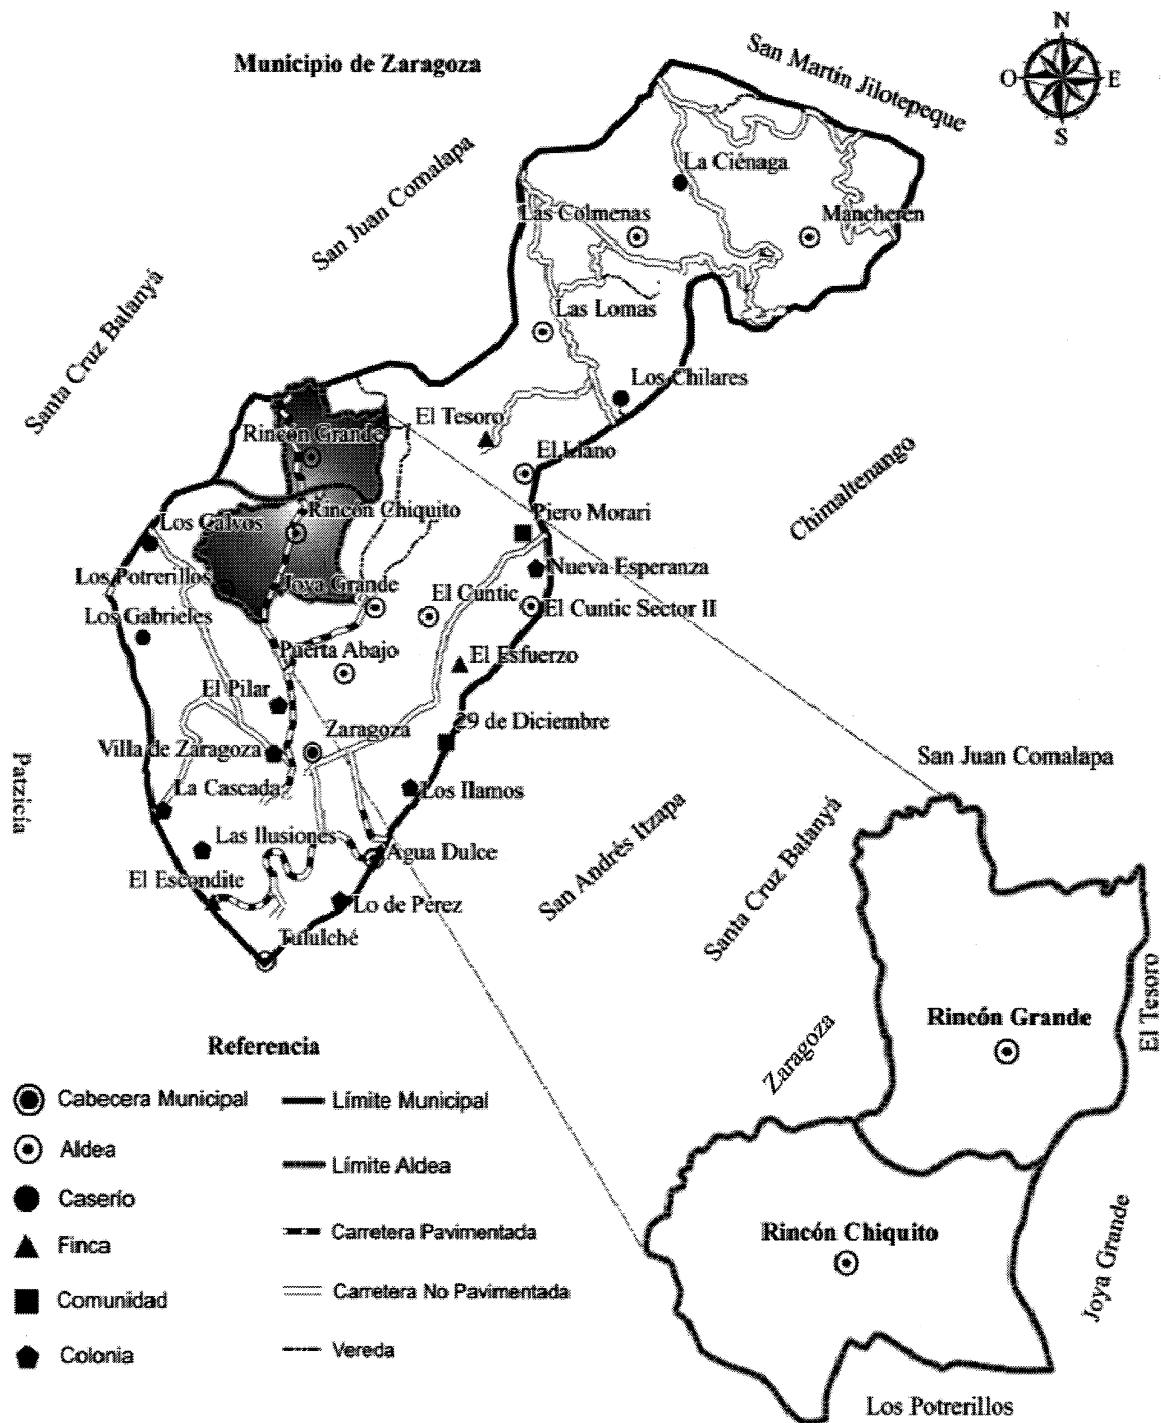 N
Municipio de Zaragoza
San Martín Jilotepeque
O
E
S
San Juan Comalapa
La Ciénaga
Las Colmenas
Mancheren
Santa Cruz Balanyá
Las Lomas
Los Chilares
El Tesoro
Rincón Grande
El Llano
Chimaltenango
Rincón Chiquito
Piero Morari
Los Calvos
Nueva Esperanza
Los Potrerillos
Joya Grande
El Cuntic
El Cuntic Sector II
Los Gabrieles
Puerta Abajo
El Esfuerzo
El Pilar
29 de Diciembre
Zaragoza
Villa de Zaragoza
Patzicía
La Cascada
Los Ilamos
San Juan Comalapa
San Andrés Itzapa
Santa Cruz Balanyá
Las Ilusiones
Agua Dulce
El Escondite
Lo de Pérez
Tululché
El Tesoro
Rincón Grande
Zaragoza
Referencia
Cabecera Municipal
Límite Municipal
Aldea
Límite Aldea
Caserío
Finca
Carretera Pavimentada
Rincón Chiquito
Joya Grande
Comunidad
Carretera No Pavimentada
Colonia
Vereda
Los Potrerillos